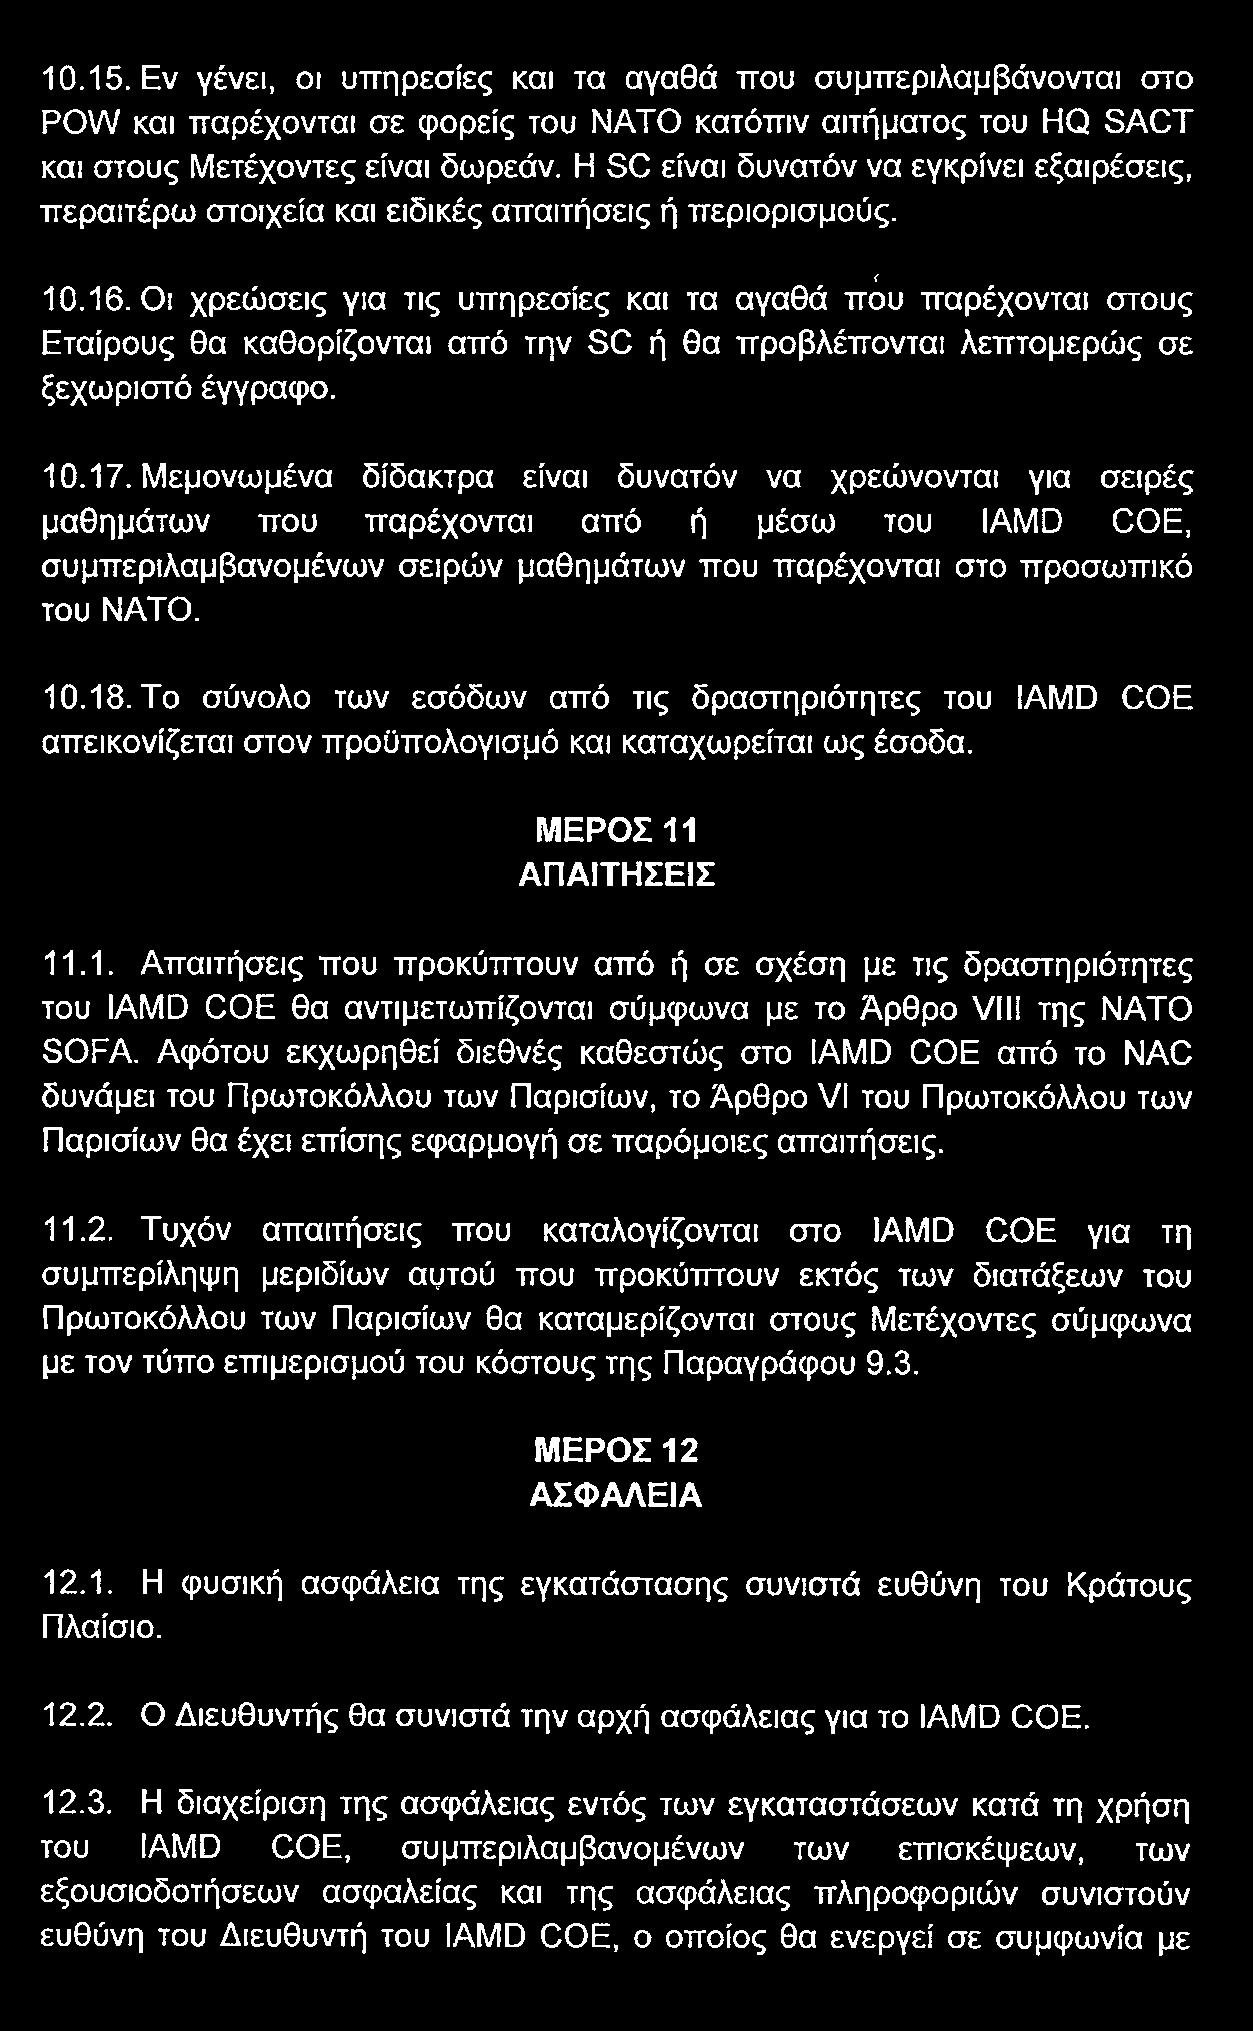 10.15. Εν γένει, οι υπηρεσίες και τα αγαθά που συμπεριλαμβάνονται στο
POW και παρέχονται σε φορείς του ΝΑΤΟ κατόπιν αιτήματος του HQ SACT
και στους Μετέχοντες είναι δωρεάν. Η SC είναι δυνατόν να εγκρίνει εξαιρέσεις,
περαιτέρω στοιχεία και ειδικές απαιτήσεις ή περιορισμούς.
10.16. Οι χρεώσεις για τις υπηρεσίες και τα αγαθά πόυ παρέχονται στους
Εταίρους θα καθορίζονται από την SC ή θα προβλέπονται λεπτομερώς σε
ξεχωριστό έγγραφο.
10.17. Μεμονωμένα δίδακτρα είναι δυνατόν να χρεώνονται για σειρές
μαθημάτων που παρέχονται από ή μέσω του IAMD COE,
συμπεριλαμβανομένων σειρών μαθημάτων που παρέχονται στο προσωπικό
του ΝΑΤΟ.
10.18. Το σύνολο των εσόδων από τις δραστηριότητες του IAMD COE
απεικονίζεται στον προϋπολογισμό και καταχωρείται ως έσοδα.
ΜΕΡΟΣ 11
ΑΠΑΙΤΗΣΕΙΣ
11.1. Απαιτήσεις που προκύπτουν από ή σε σχέση με τις δραστηριότητες
του IAMD COE θα αντιμετωπίζονται σύμφωνα με το Άρθρο VIII της NATO
SOFA. Αφότου εκχωρηθεί διεθνές καθεστώς στο IAMD COE από το NAC
δυνάμει του Πρωτοκόλλου των Παρισίων, το Άρθρο VI του Πρωτοκόλλου των
Παρισίων θα έχει επίσης εφαρμογή σε παρόμοιες απαιτήσεις.
11.2. Τυχόν απαιτήσεις που καταλογίζονται στο IAMD COE για τη
συμπερίληψη μεριδίων αυτού που προκύπτουν εκτός των διατάξεων του
Πρωτοκόλλου των Παρισίων θα καταμερίζονται στους Μετέχοντες σύμφωνα
με τον τύπο επιμερισμού του κόστους της Παραγράφου 9.3.
ΜΕΡΟΣ 12
ΑΣΦΑΛΕΙΑ
12.1. Η φυσική ασφάλεια της εγκατάστασης συνιστά ευθύνη του Κράτους
Πλαίσιο.
12.2. Ο Διευθυντής θα συνιστά την αρχή ασφάλειας για το IAMD COE.
12.3. Η διαχείριση της ασφάλειας εντός των εγκαταστάσεων κατά τη χρήση
του IAMD COE, συμπεριλαμβανομένων των επισκέψεων, των
εξουσιοδοτήσεων ασφαλείας και της ασφάλειας πληροφοριών συνιστούν
ευθύνη του Διευθυντή του IAMD COE, ο οποίος θα ενεργεί σε συμφωνία με